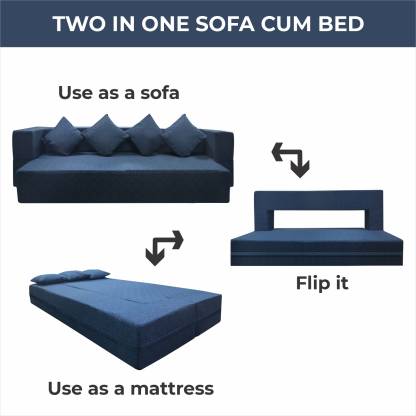 TWO IN ONE SOFA CUM BED
Use as a sofa
Flip it
Use as a mattress